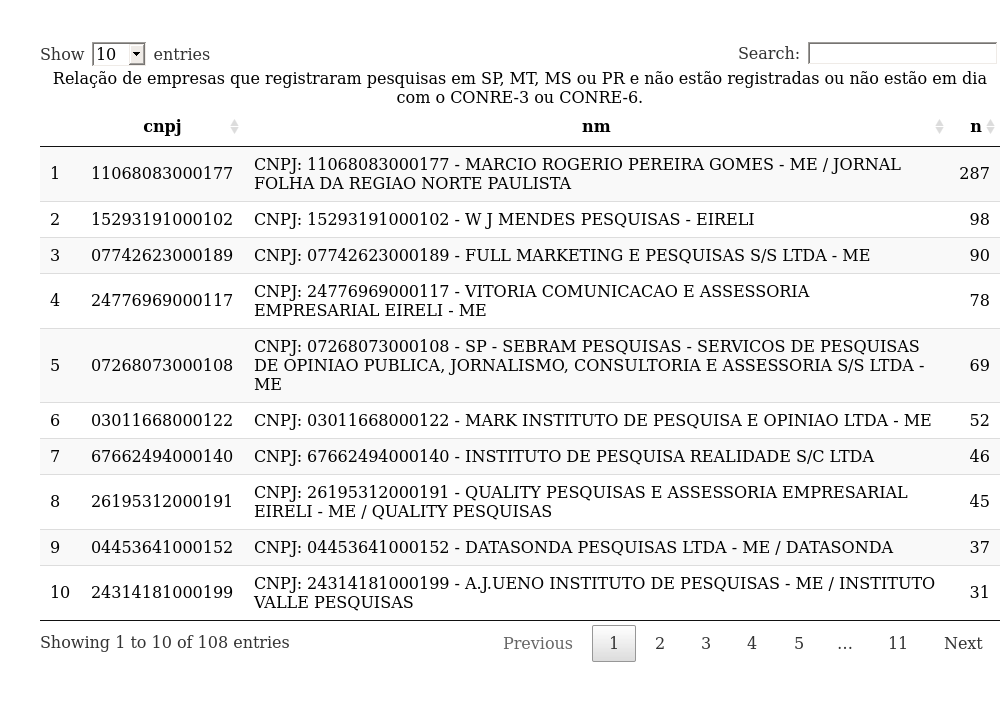 Show 10 entries Search:
Relação de empresas que registraram pesquisas em SP, MT, MS ou PR e não estão registradas ou não estão em dia
com o CONRE-3 ou CONRE-6.
cnpj nm n
1 11068083000177 CNPJ: 11068083000177 - MARCIO ROGERIO PEREIRA GOMES - ME / JORNAL
FOLHA DA REGIAO NORTE PAULISTA 287
2 15293191000102 CNPJ: 15293191000102 - W J MENDES PESQUISAS - EIRELI 98
3 07742623000189 CNPJ: 07742623000189 - FULL MARKETING E PESQUISAS S/S LTDA - ME 90
4 24776969000117 CNPJ: 24776969000117 - VITORIA COMUNICACAO E ASSESSORIA
EMPRESARIAL EIRELI - ME 78
5 07268073000108 CNPJ: 07268073000108 - SP - SEBRAM PESQUISAS - SERVICOS DE PESQUISAS
DE OPINIAO PUBLICA, JORNALISMO, CONSULTORIA E ASSESSORIA S/S LTDA -
ME 69
6 03011668000122 CNPJ: 03011668000122 - MARK INSTITUTO DE PESQUISA E OPINIAO LTDA - ME 52
7 67662494000140 CNPJ: 67662494000140 - INSTITUTO DE PESQUISA REALIDADE S/C LTDA 46
8 26195312000191 CNPJ: 26195312000191 - QUALITY PESQUISAS E ASSESSORIA EMPRESARIAL
EIRELI - ME / QUALITY PESQUISAS 45
9 04453641000152 CNPJ: 04453641000152 - DATASONDA PESQUISAS LTDA - ME / DATASONDA 37
10 24314181000199 CNPJ: 24314181000199 - A.J.UENO INSTITUTO DE PESQUISAS - ME / INSTITUTO
VALLE PESQUISAS 31
Showing 1 to 10 of 108 entries Previous 1 2 3 4 5 … 11 Next